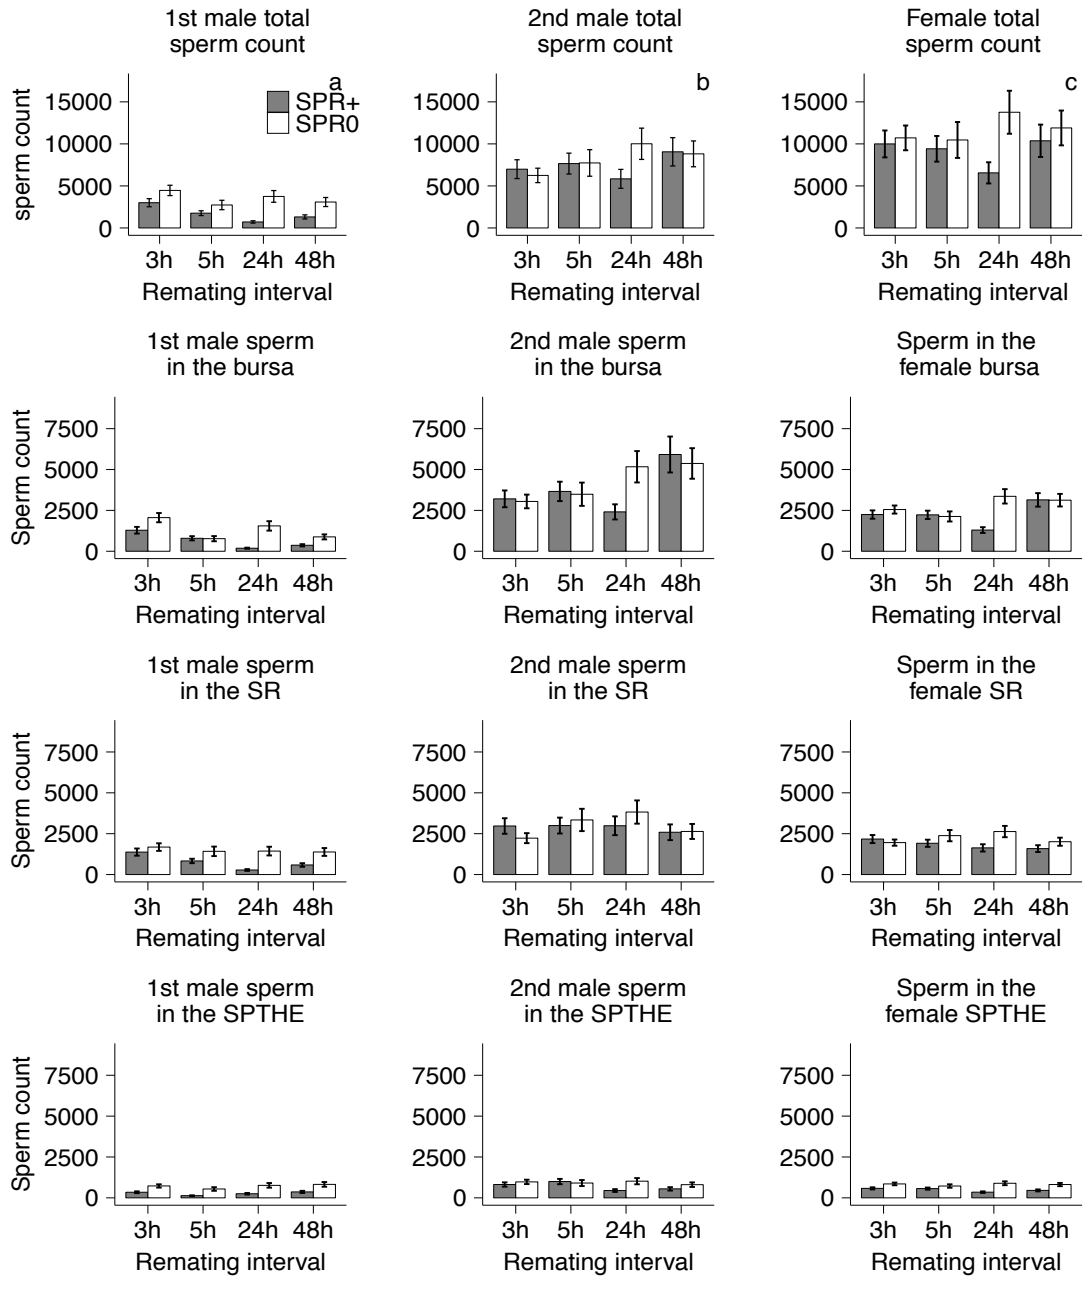 1st male total
sperm count
2nd male total
sperm count
Female total
sperm count
sperm count
15000
10000
5000
0
a
SPR+
SPR0
3h 5h 24h 48h
Remating interval
15000
10000
5000
0
b
3h 5h 24h 48h
Remating interval
15000
10000
5000
0
c
3h 5h 24h 48h
Remating interval
1st male sperm
in the bursa
2nd male sperm
in the bursa
Sperm in the
female bursa
Sperm count
7500
5000
2500
0
3h 5h 24h 48h
Remating interval
7500
5000
2500
0
3h 5h 24h 48h
Remating interval
7500
5000
2500
0
3h 5h 24h 48h
Remating interval
1st male sperm
in the SR
2nd male sperm
in the SR
Sperm in the
female SR
Sperm count
7500
5000
2500
0
3h 5h 24h 48h
Remating interval
7500
5000
2500
0
3h 5h 24h 48h
Remating interval
7500
5000
2500
0
3h 5h 24h 48h
Remating interval
1st male sperm
in the SPTHE
2nd male sperm
in the SPTHE
Sperm in the
female SPTHE
Sperm count
7500
5000
2500
0
3h 5h 24h 48h
Remating interval
7500
5000
2500
0
3h 5h 24h 48h
Remating interval
7500
5000
2500
0
3h 5h 24h 48h
Remating interval